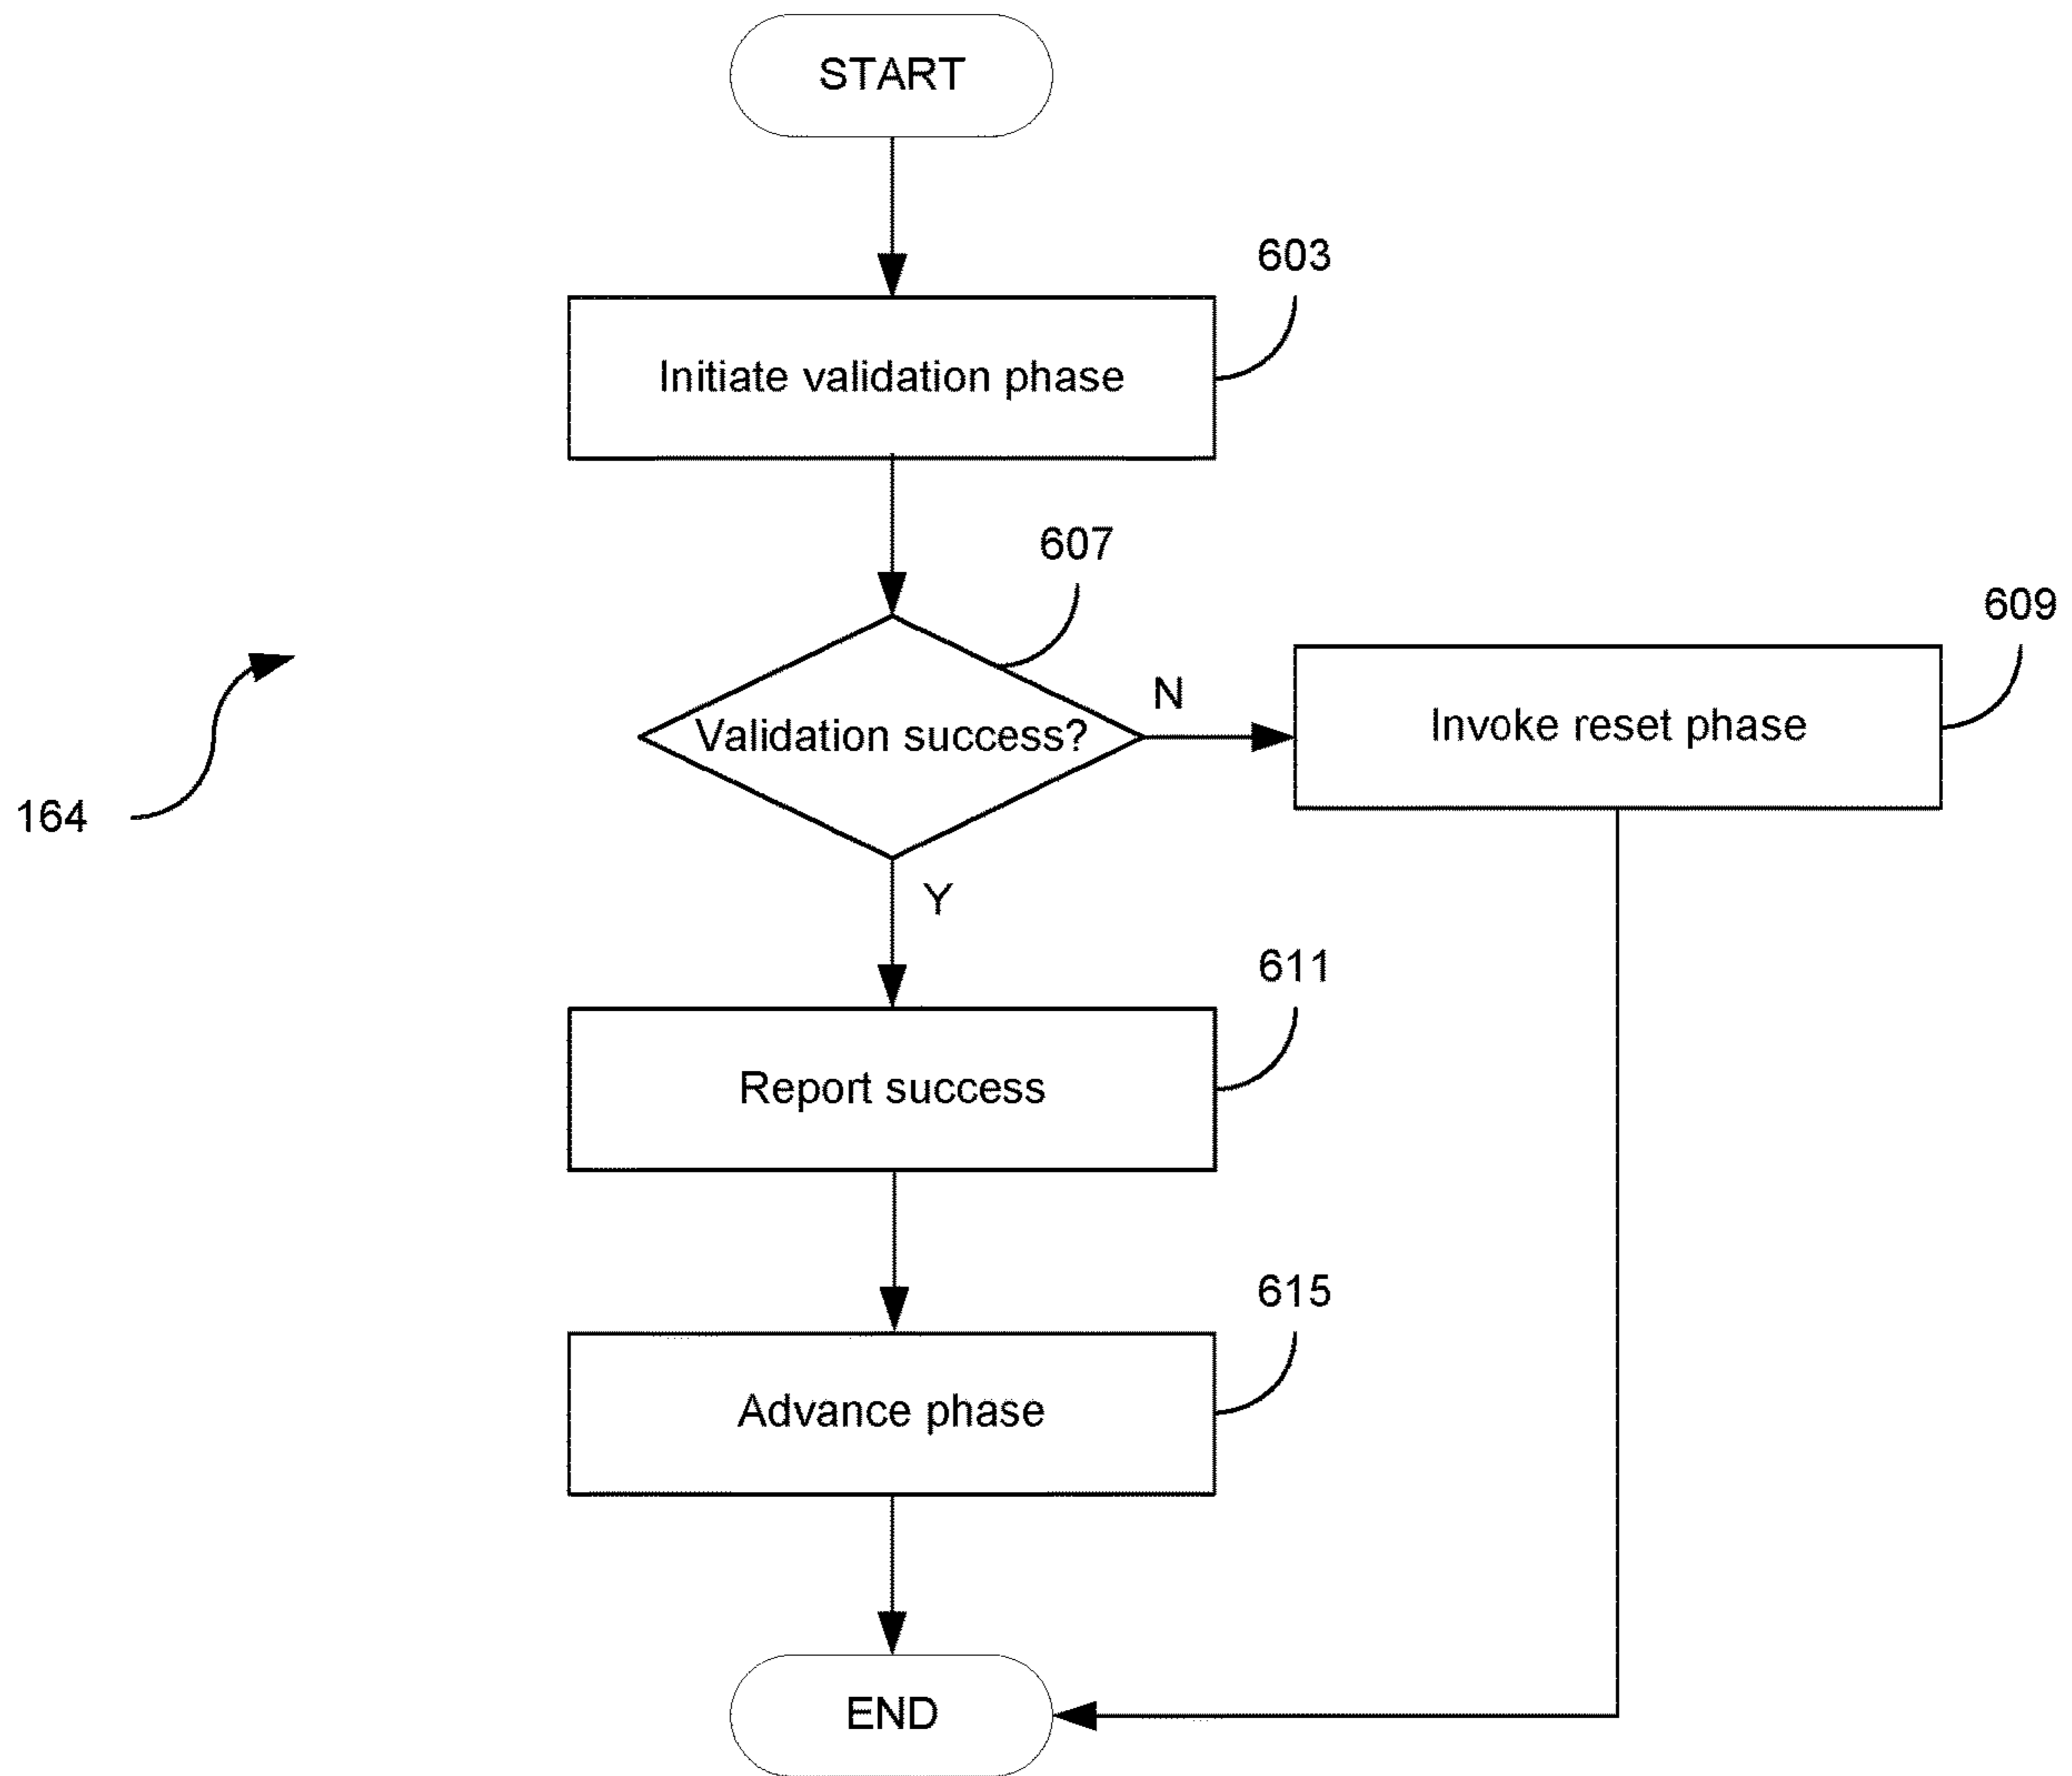 START
603
Initiate validation phase
607
609
Validation success?
N
Invoke reset phase
164
Y
611
Report success
615
Advance phase
END